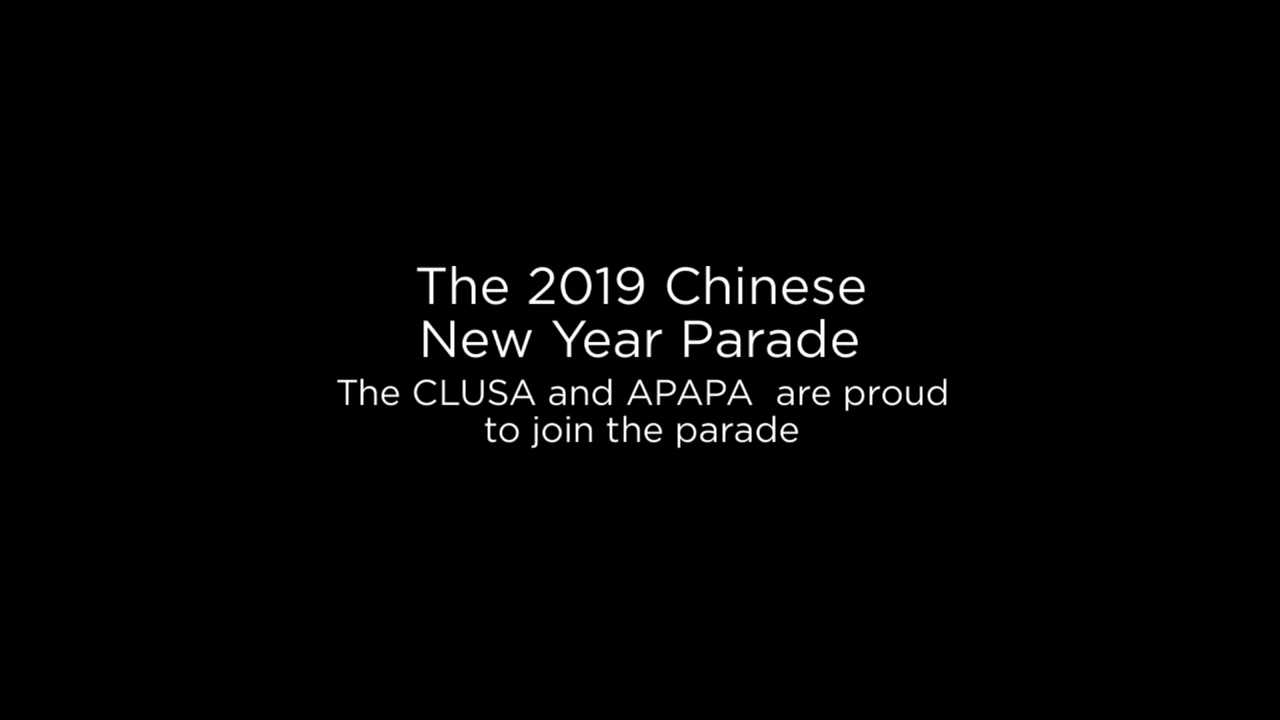 The 2019 Chinese
New Year Parade
The CLUSA and APAPA  are proud
to join the parade